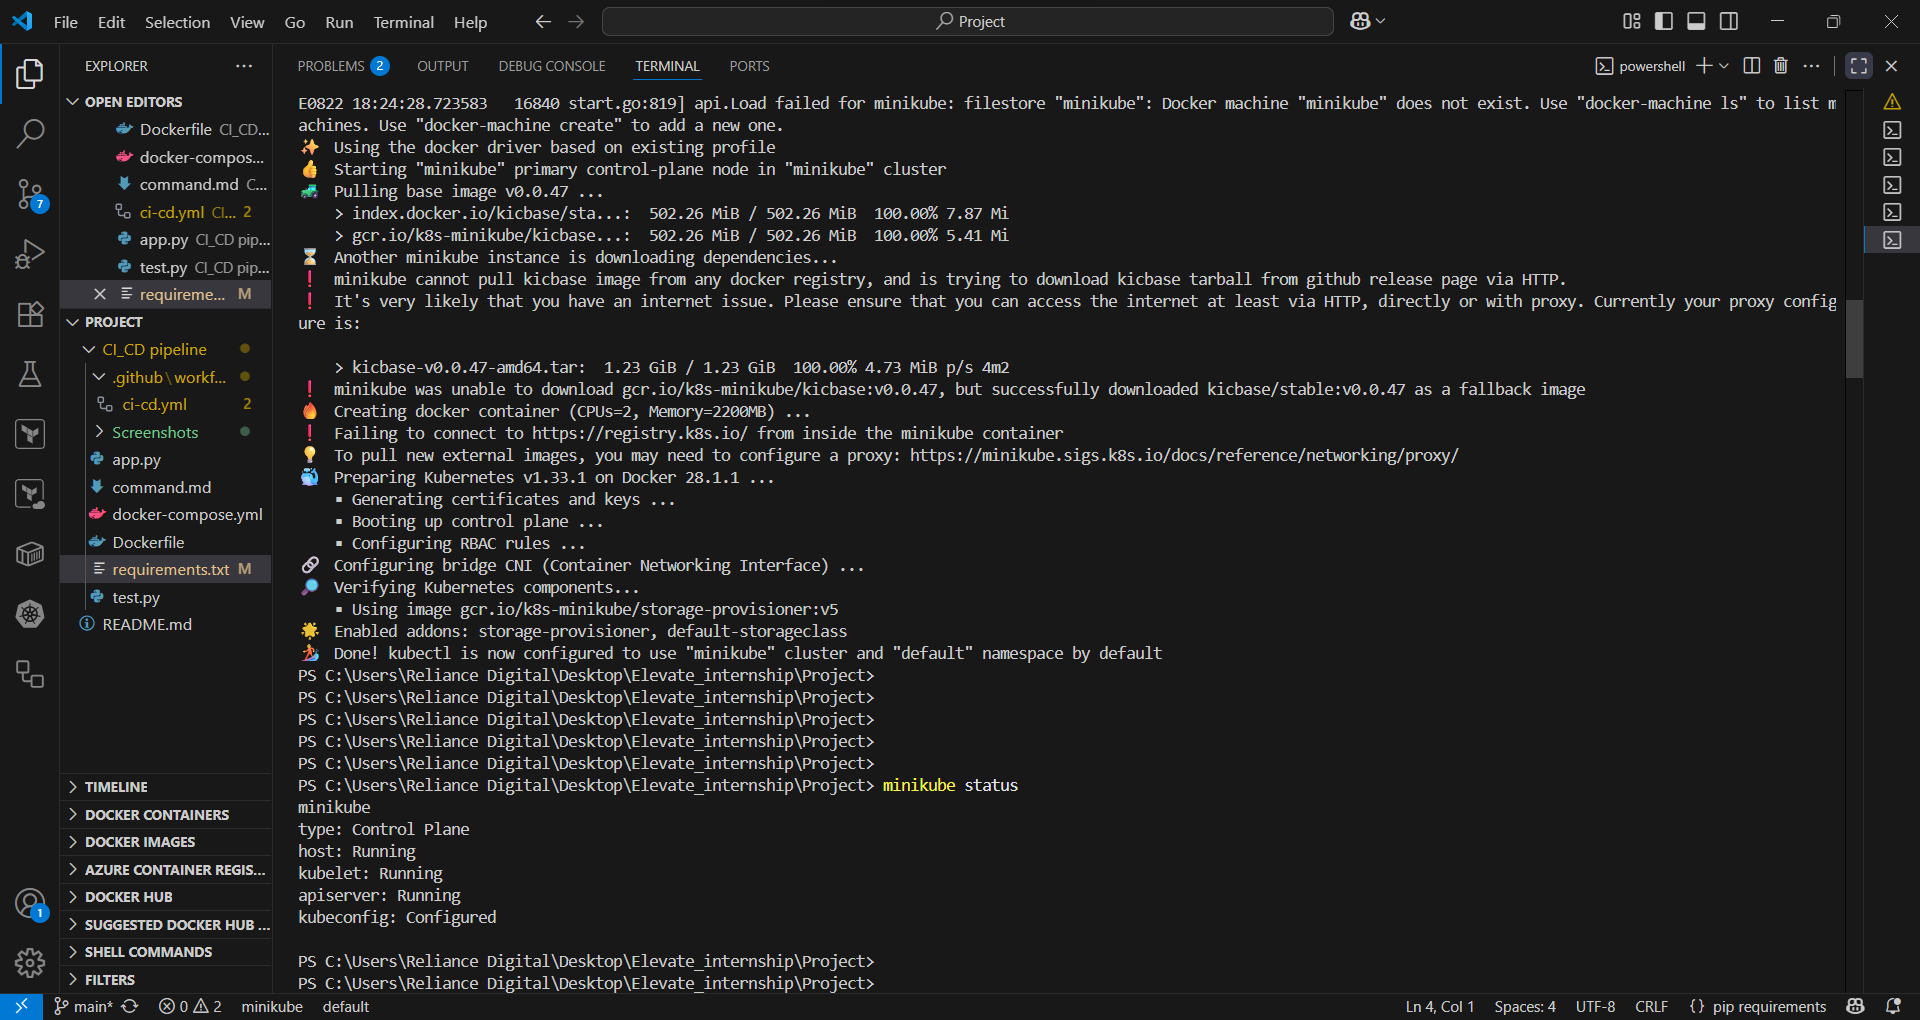 File Edit Selection View Go Run Terminal Help
Project
EXPLORER
OPEN EDITORS
Dockerfile CI_CD...
docker-compos...
command.md C...
ci-cd.yml CI... 2
app.py CI_CD pip...
test.py CI_CD pip...
requireme... M
PROJECT
CI_CD pipeline
.github\workf...
ci-cd.yml 2
Screenshots
app.py
command.md
docker-compose.yml
Dockerfile
requirements.txt M
test.py
README.md
TIMELINE
DOCKER CONTAINERS
DOCKER IMAGES
AZURE CONTAINER REGIS...
DOCKER HUB
SUGGESTED DOCKER HUB ...
SHELL COMMANDS
FILTERS
7
1
PROBLEMS 2 OUTPUT DEBUG CONSOLE TERMINAL PORTS
powershell
E0822 18:24:28.723583 16840 start.go:819] api.Load failed for minikube: filestore "minikube": Docker machine "minikube" does not exist. Use "docker-machine ls" to list m
achines. Use "docker-machine create" to add a new one.
✨ Using the docker driver based on existing profile
👍 Starting "minikube" primary control-plane node in "minikube" cluster
🚜 Pulling base image v0.0.47 ...
> index.docker.io/kicbase/sta...: 502.26 MiB / 502.26 MiB 100.00% 7.87 Mi
> gcr.io/k8s-minikube/kicbase...: 502.26 MiB / 502.26 MiB 100.00% 5.41 Mi
⌛ Another minikube instance is downloading dependencies...
❗ minikube cannot pull kicbase image from any docker registry, and is trying to download kicbase tarball from github release page via HTTP.
❗ It's very likely that you have an internet issue. Please ensure that you can access the internet at least via HTTP, directly or with proxy. Currently your proxy config
ure is:
> kicbase-v0.0.47-amd64.tar: 1.23 GiB / 1.23 GiB 100.00% 4.73 MiB p/s 4m2
❗ minikube was unable to download gcr.io/k8s-minikube/kicbase:v0.0.47, but successfully downloaded kicbase/stable:v0.0.47 as a fallback image
🔥 Creating docker container (CPUs=2, Memory=2200MB) ...
❗ Failing to connect to https://registry.k8s.io/ from inside the minikube container
💡 To pull new external images, you may need to configure a proxy: https://minikube.sigs.k8s.io/docs/reference/networking/proxy/
🐳 Preparing Kubernetes v1.33.1 on Docker 28.1.1 ...
▪ Generating certificates and keys ...
▪ Booting up control plane ...
▪ Configuring RBAC rules ...
🔗 Configuring bridge CNI (Container Networking Interface) ...
🔎 Verifying Kubernetes components...
▪ Using image gcr.io/k8s-minikube/storage-provisioner:v5
🌟 Enabled addons: storage-provisioner, default-storageclass
🏄 Done! kubectl is now configured to use "minikube" cluster and "default" namespace by default
PS C:\Users\Reliance Digital\Desktop\Elevate_internship\Project>
PS C:\Users\Reliance Digital\Desktop\Elevate_internship\Project>
PS C:\Users\Reliance Digital\Desktop\Elevate_internship\Project>
PS C:\Users\Reliance Digital\Desktop\Elevate_internship\Project>
PS C:\Users\Reliance Digital\Desktop\Elevate_internship\Project>
PS C:\Users\Reliance Digital\Desktop\Elevate_internship\Project> minikube status
minikube
type: Control Plane
host: Running
kubelet: Running
apiserver: Running
kubeconfig: Configured
PS C:\Users\Reliance Digital\Desktop\Elevate_internship\Project>
PS C:\Users\Reliance Digital\Desktop\Elevate_internship\Project>
main* 0 2 minikube default
Ln 4, Col 1 Spaces: 4 UTF-8 CRLF {} pip requirements